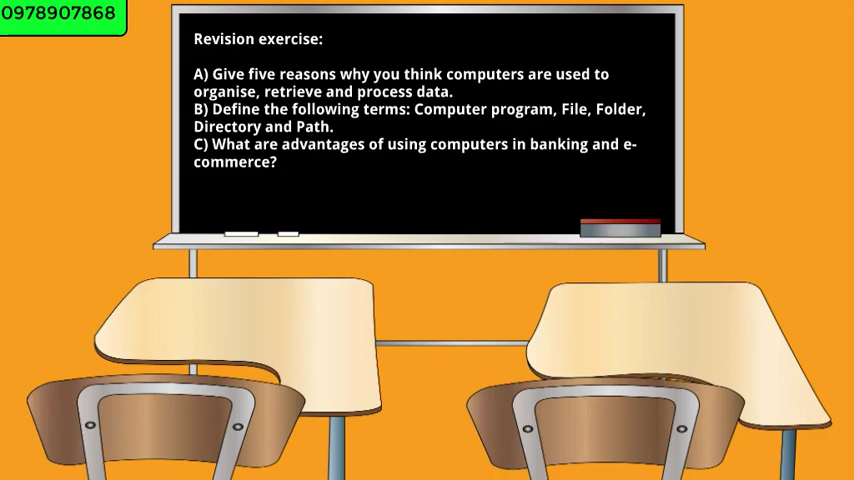 0978907868
Revision exercise:
A) Give five reasons why you think computers are used to
organise, retrieve and process data.
B) Define the following terms: Computer program, File, Folder,
Directory and Path.
C) What are advantages of using computers in banking and e-
commerce?